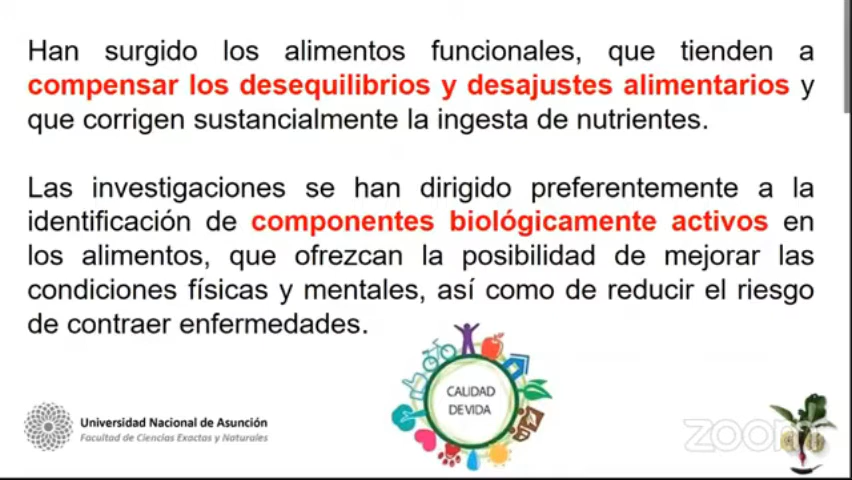 Han surgido los alimentos funcionales, que tienden a
compensar los desequilibrios y desajustes alimentarios y
que corrigen sustancialmente la ingesta de nutrientes.
Las investigaciones se han dirigido preferentemente a la
identificación de componentes biológicamente activos en
los alimentos, que ofrezcan la posibilidad de mejorar las
condiciones físicas y mentales, así como de reducir el riesgo
de contraer enfermedades.
CALIDAD
DE VIDA
Universidad Nacional de Asunción
Facultad de Ciencias Exactas y Naturales
zoom